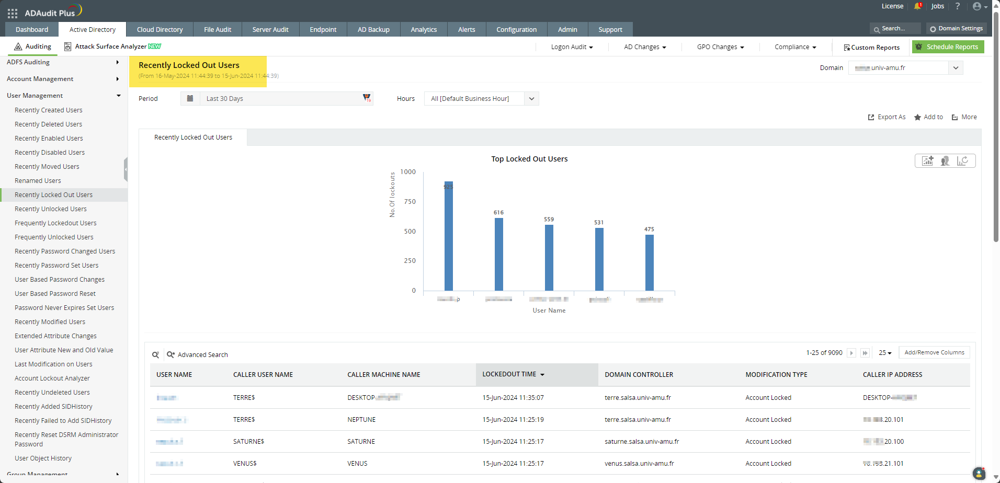 ADAudit Plus
License
1
Jobs
?
Dashboard
Active Directory
Cloud Directory
File Audit
Server Audit
Endpoint
AD Backup
Analytics
Alerts
Configuration
Admin
Support
Search...
Domain Settings
Auditing
Attack Surface Analyzer NEW
Logon Audit
AD Changes
GPO Changes
Compliance
Custom Reports
Schedule Reports
ADFS Auditing
Account Management
User Management
Recently Created Users
Recently Deleted Users
Recently Enabled Users
Recently Disabled Users
Recently Moved Users
Renamed Users
Recently Locked Out Users
Recently Unlocked Users
Frequently Lockedout Users
Frequently Unlocked Users
Recently Password Changed Users
Recently Password Set Users
User Based Password Changes
User Based Password Reset
Password Never Expires Set Users
Recently Modified Users
Extended Attribute Changes
User Attribute New and Old Value
Last Modification on Users
Account Lockout Analyzer
Recently Undeleted Users
Recently Added SIDHistory
Recently Failed to Add SIDHistory
Recently Reset DSRM Administrator
Password
User Object History
Group Management
Recently Locked Out Users
(From 16-May-2024 11:44:39 to 15-Jun-2024 11:44:39)
Domain
univ-amu.fr
Period
Last 30 Days
19
Hours
All [Default Business Hour]
Export As
Add to
More
Recently Locked Out Users
Top Locked Out Users
No.Of lockouts
1000
750
500
250
0
925
616
559
531
475
User Name
Advanced Search
1-25 of 9090
25
Add/Remove Columns
USER NAME CALLER USER NAME CALLER MACHINE NAME LOCKEDOUT TIME DOMAIN CONTROLLER MODIFICATION TYPE CALLER IP ADDRESS
TERRE$ DESKTOP- 15-Jun-2024 11:35:07 terre.salsa.univ-amu.fr Account Locked DESKTOP-
TERRE$ NEPTUNE 15-Jun-2024 11:25:19 terre.salsa.univ-amu.fr Account Locked .20.101
SATURNE$ SATURNE 15-Jun-2024 11:25:17 saturne.salsa.univ-amu.fr Account Locked .20.100
VENUS$ VENUS 15-Jun-2024 11:25:17 venus.salsa.univ-amu.fr Account Locked .21.101